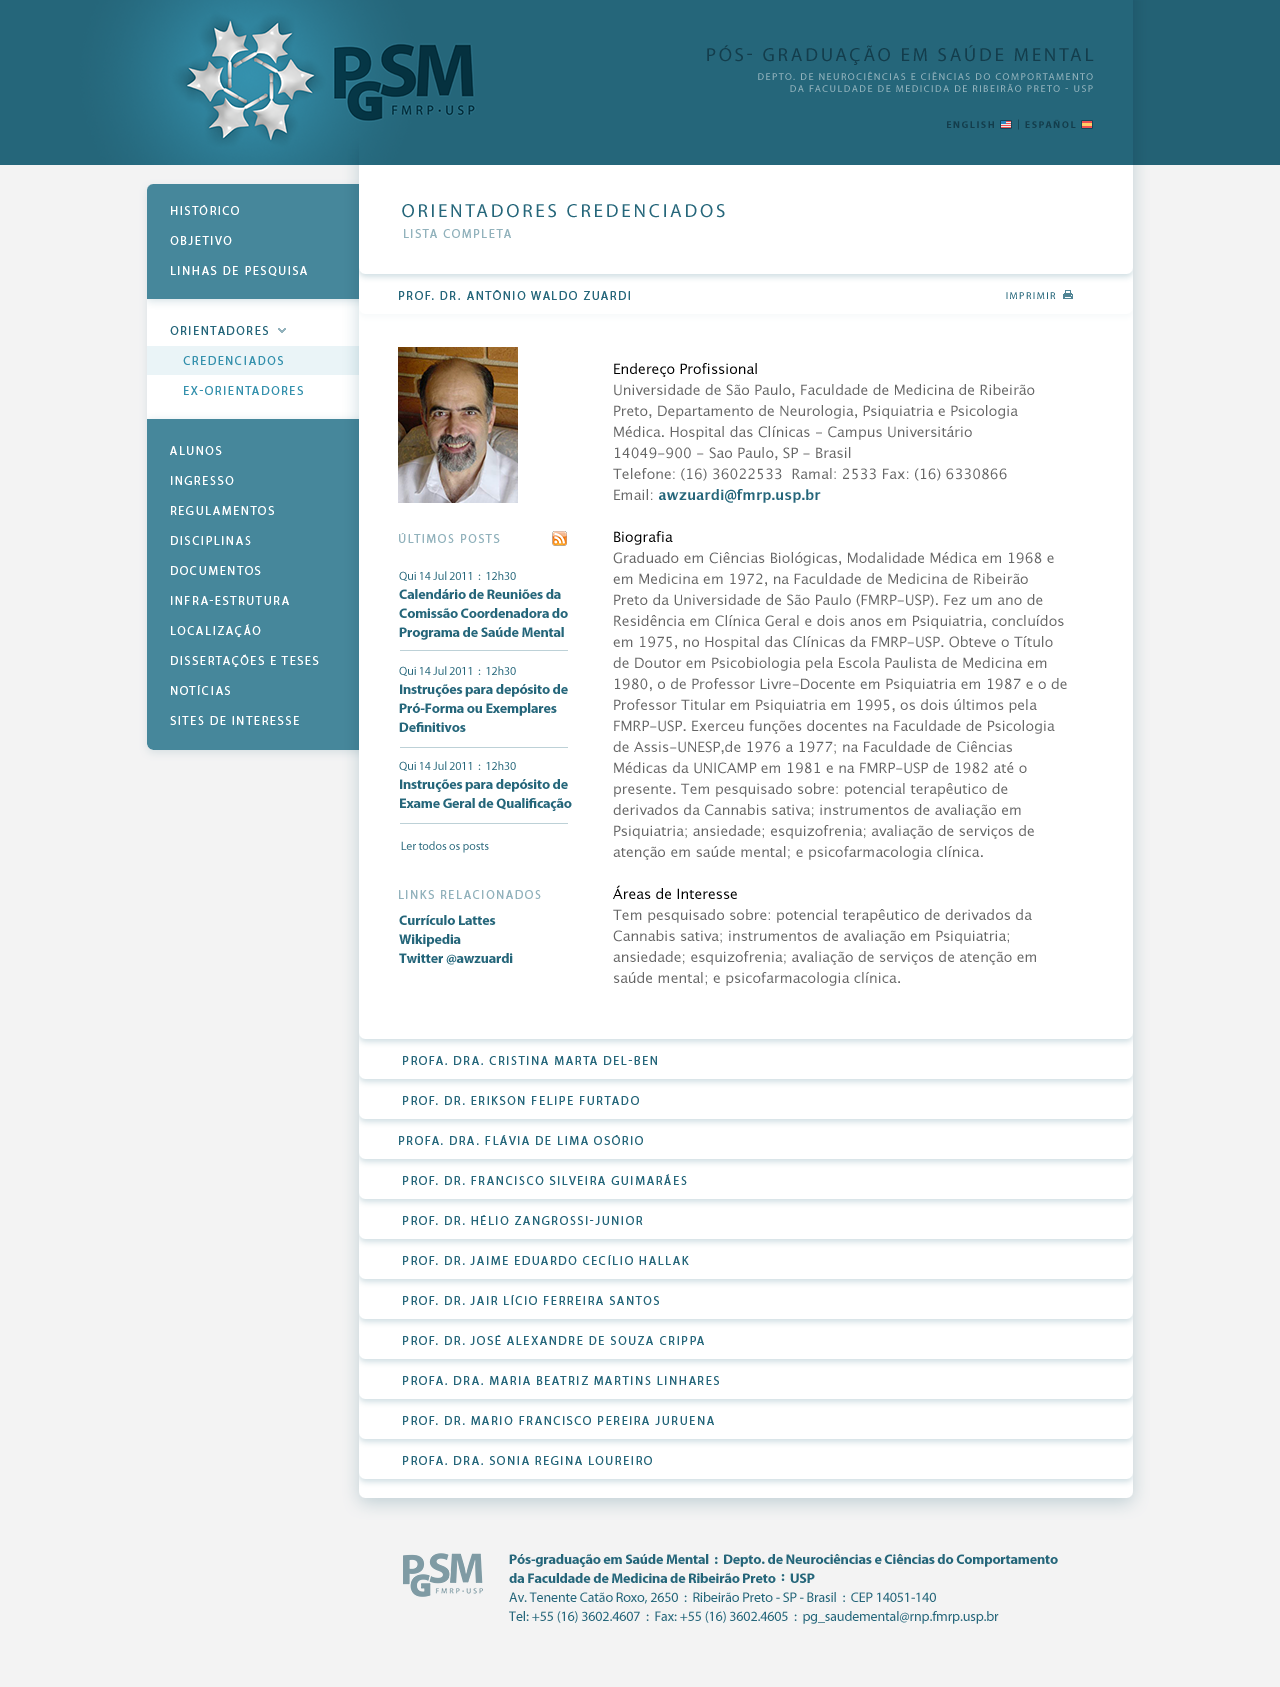 PGSM
FMRP·USP
PÓS- GRADUAÇÃO EM SAÚDE MENTAL
DEPTO. DE NEUROCIÊNCIAS E CIÊNCIAS DO COMPORTAMENTO
DA FACULDADE DE MEDICIDA DE RIBEIRÃO PRETO - USP
ENGLISH | ESPAÑOL
HISTÓRICO
OBJETIVO
LINHAS DE PESQUISA
ORIENTADORES
CREDENCIADOS
EX-ORIENTADORES
ALUNOS
INGRESSO
REGULAMENTOS
DISCIPLINAS
DOCUMENTOS
INFRA-ESTRUTURA
LOCALIZAÇÃO
DISSERTAÇÕES E TESES
NOTÍCIAS
SITES DE INTERESSE
ORIENTADORES CREDENCIADOS
LISTA COMPLETA
PROF. DR. ANTÔNIO WALDO ZUARDI
IMPRIMIR
ÚLTIMOS POSTS
Qui 14 Jul 2011 : 12h30
Calendário de Reuniões da
Comissão Coordenadora do
Programa de Saúde Mental
Qui 14 Jul 2011 : 12h30
Instruções para depósito de
Pró-Forma ou Exemplares
Definitivos
Qui 14 Jul 2011 : 12h30
Instruções para depósito de
Exame Geral de Qualificação
Ler todos os posts
LINKS RELACIONADOS
Currículo Lattes
Wikipedia
Twitter @awzuardi
Endereço Profissional
Universidade de São Paulo, Faculdade de Medicina de Ribeirão
Preto, Departamento de Neurologia, Psiquiatria e Psicologia
Médica. Hospital das Clínicas - Campus Universitário
14049-900 - Sao Paulo, SP - Brasil
Telefone: (16) 36022533 Ramal: 2533 Fax: (16) 6330866
Email: awzuardi@fmrp.usp.br
Biografia
Graduado em Ciências Biológicas, Modalidade Médica em 1968 e
em Medicina em 1972, na Faculdade de Medicina de Ribeirão
Preto da Universidade de São Paulo (FMRP-USP). Fez um ano de
Residência em Clínica Geral e dois anos em Psiquiatria, concluídos
em 1975, no Hospital das Clínicas da FMRP-USP. Obteve o Título
de Doutor em Psicobiologia pela Escola Paulista de Medicina em
1980, o de Professor Livre-Docente em Psiquiatria em 1987 e o de
Professor Titular em Psiquiatria em 1995, os dois últimos pela
FMRP-USP. Exerceu funções docentes na Faculdade de Psicologia
de Assis-UNESP,de 1976 a 1977; na Faculdade de Ciências
Médicas da UNICAMP em 1981 e na FMRP-USP de 1982 até o
presente. Tem pesquisado sobre: potencial terapêutico de
derivados da Cannabis sativa; instrumentos de avaliação em
Psiquiatria; ansiedade; esquizofrenia; avaliação de serviços de
atenção em saúde mental; e psicofarmacologia clínica.
Áreas de Interesse
Tem pesquisado sobre: potencial terapêutico de derivados da
Cannabis sativa; instrumentos de avaliação em Psiquiatria;
ansiedade; esquizofrenia; avaliação de serviços de atenção em
saúde mental; e psicofarmacologia clínica.
PROFA. DRA. CRISTINA MARTA DEL-BEN
PROF. DR. ERIKSON FELIPE FURTADO
PROFA. DRA. FLÁVIA DE LIMA OSÓRIO
PROF. DR. FRANCISCO SILVEIRA GUIMARÃES
PROF. DR. HÉLIO ZANGROSSI-JUNIOR
PROF. DR. JAIME EDUARDO CECÍLIO HALLAK
PROF. DR. JAIR LÍCIO FERREIRA SANTOS
PROF. DR. JOSÉ ALEXANDRE DE SOUZA CRIPPA
PROFA. DRA. MARIA BEATRIZ MARTINS LINHARES
PROF. DR. MARIO FRANCISCO PEREIRA JURUENA
PROFA. DRA. SONIA REGINA LOUREIRO
PGSM
FMRP·USP
Pós-graduação em Saúde Mental : Depto. de Neurociências e Ciências do Comportamento
da Faculdade de Medicina de Ribeirão Preto : USP
Av. Tenente Catão Roxo, 2650 : Ribeirão Preto - SP - Brasil : CEP 14051-140
Tel: +55 (16) 3602.4607 : Fax: +55 (16) 3602.4605 : pg_saudemental@rnp.fmrp.usp.br